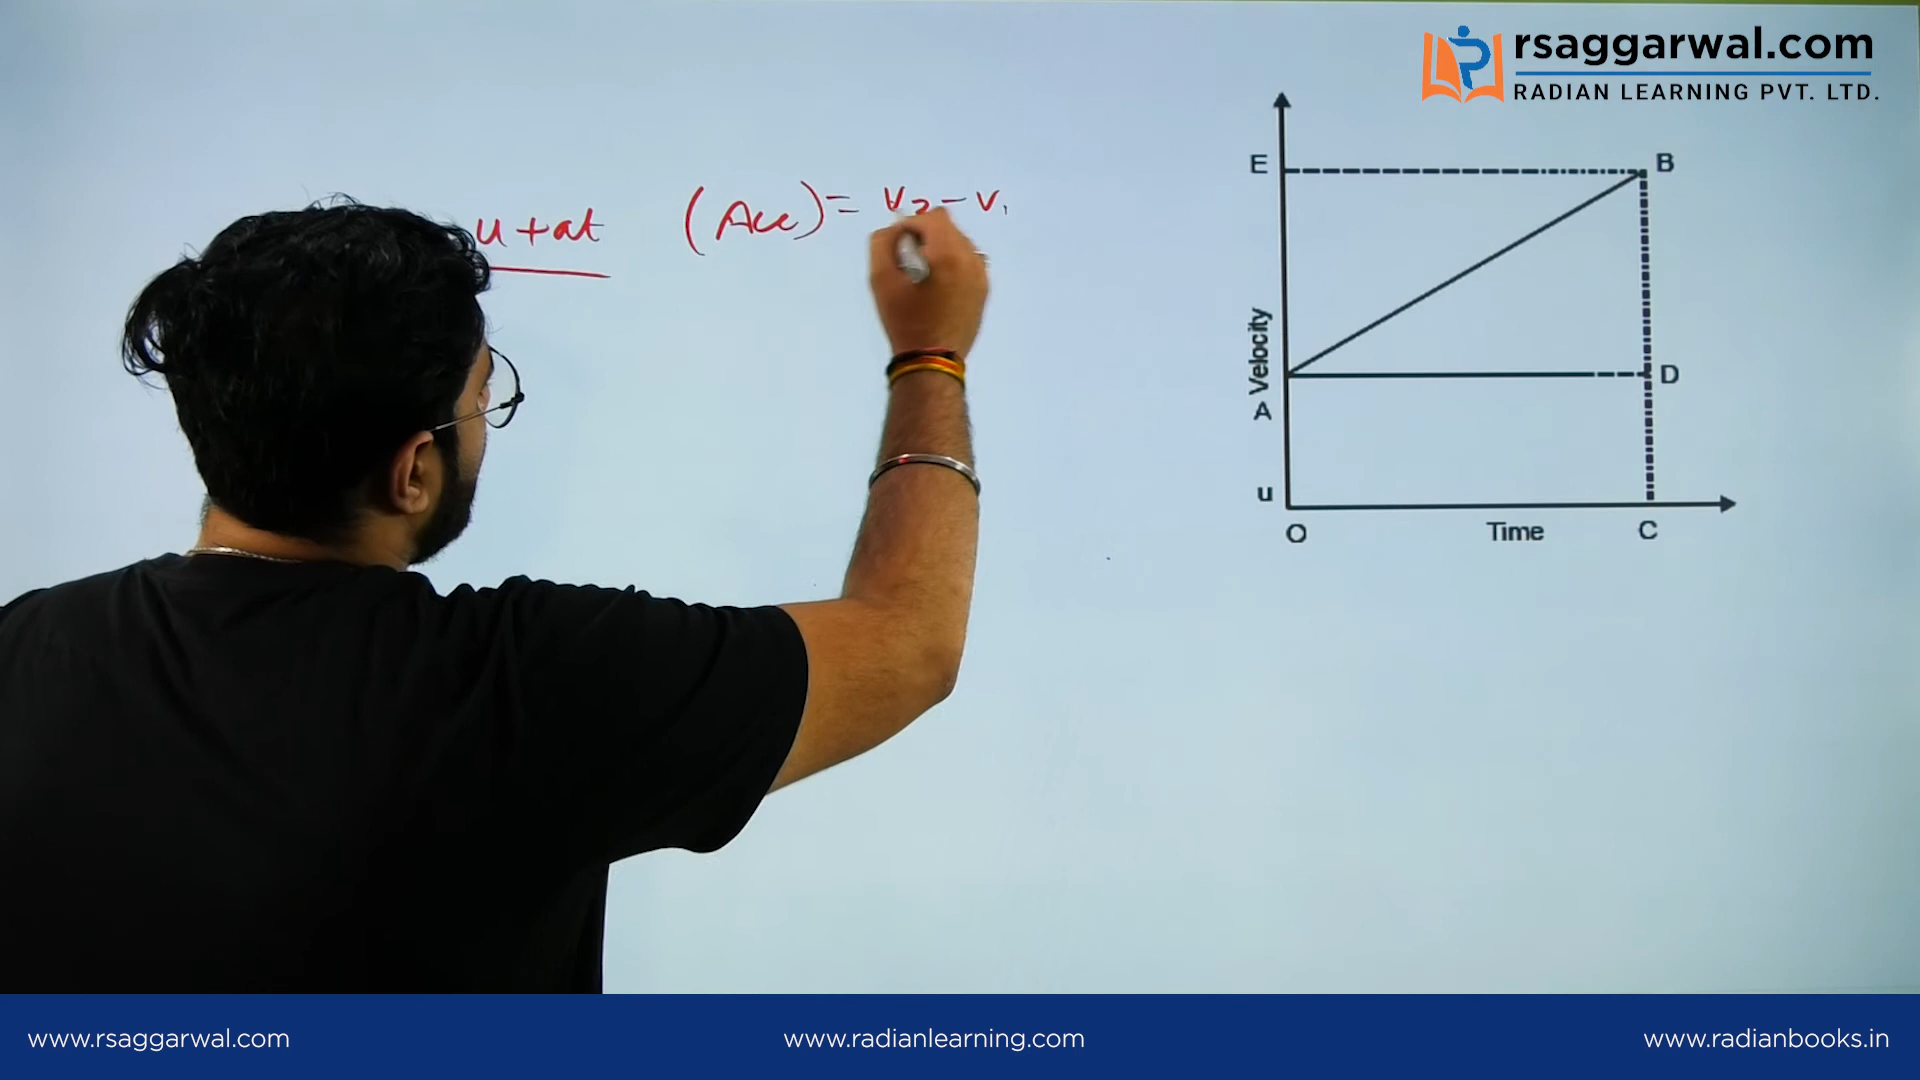 rsaggarwal.com
RADIAN LEARNING PVT. LTD.
u + at
(Acc) = v2 - v1
E
B
Velocity
D
A
u
O
Time
C
www.rsaggarwal.com
www.radianlearning.com
www.radianbooks.in